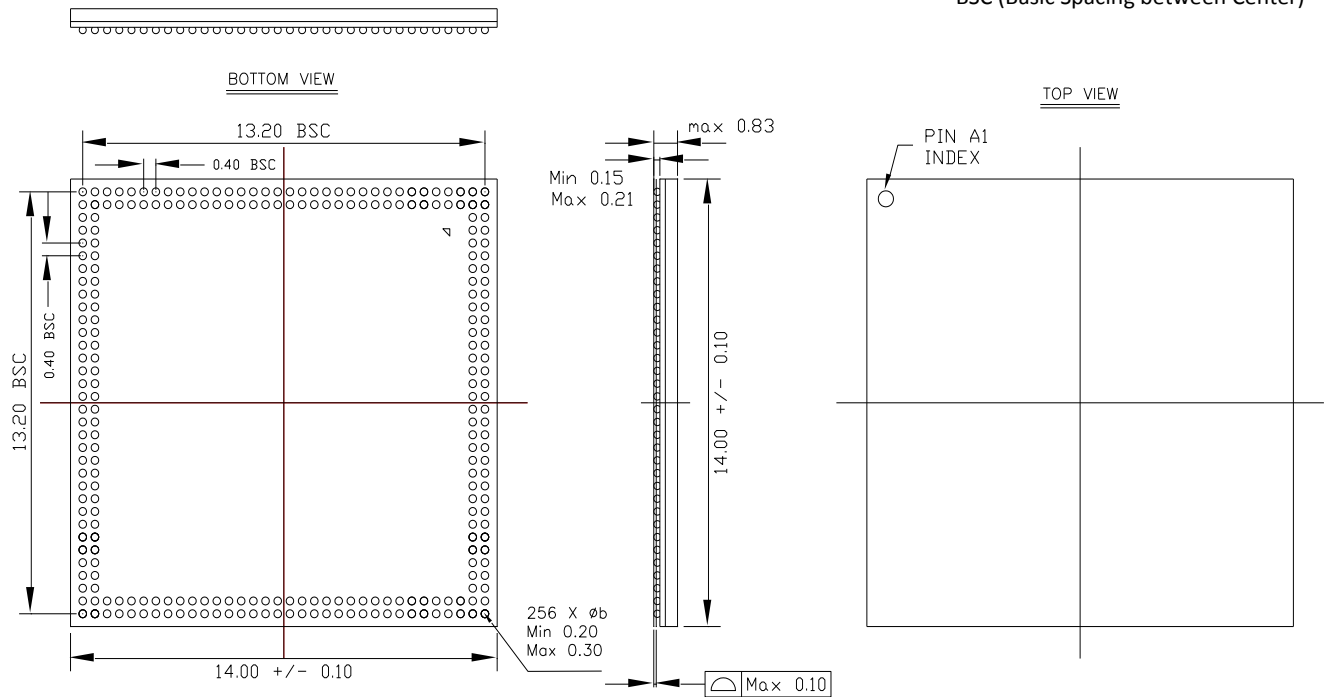 BSC (Basic Spacing between Center)
BOTTOM VIEW
TOP VIEW
13.20 BSC
max 0.83
0.40 BSC
PIN A1
INDEX
Min 0.15
Max 0.21
0.40 BSC
13.20 BSC
14.00 +/- 0.10
256 X øb
Min 0.20
Max 0.30
14.00 +/- 0.10
Max 0.10